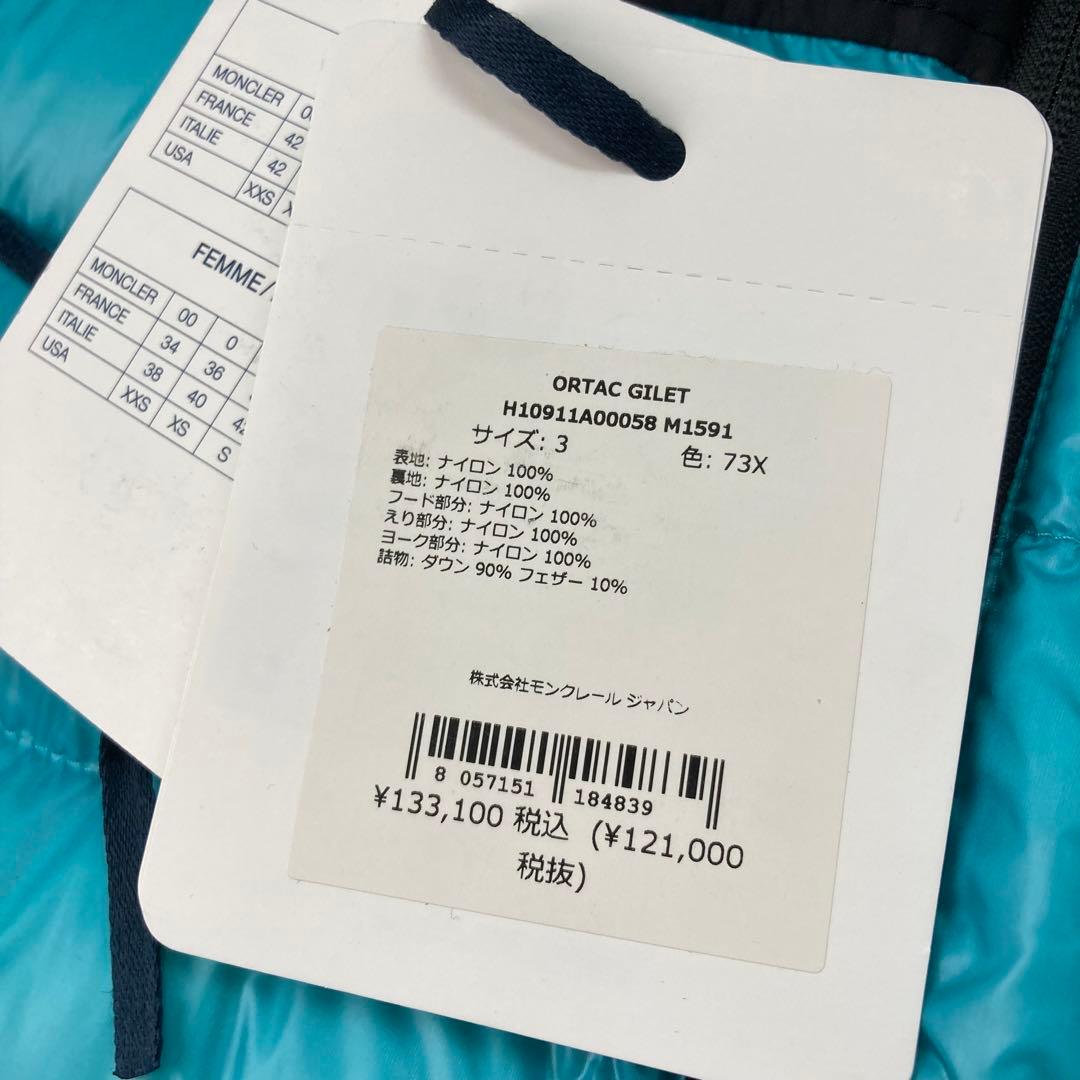 MONCLER 0
FRANCE 42
ITALIE 42
USA XXS
FEMME/
MONCLER 00 0
FRANCE 34 36
ITALIE 38 40
USA XXS XS S
ORTAC GILET
H10911A00058 M1591
サイズ: 3 色: 73X
表地: ナイロン 100%
裏地: ナイロン 100%
フード部分: ナイロン 100%
えり部分: ナイロン 100%
ヨーク部分: ナイロン 100%
詰物: ダウン 90% フェザー 10%
株式会社モンクレール ジャパン
8 057151 184839
¥133,100 税込 (¥121,000
税抜)